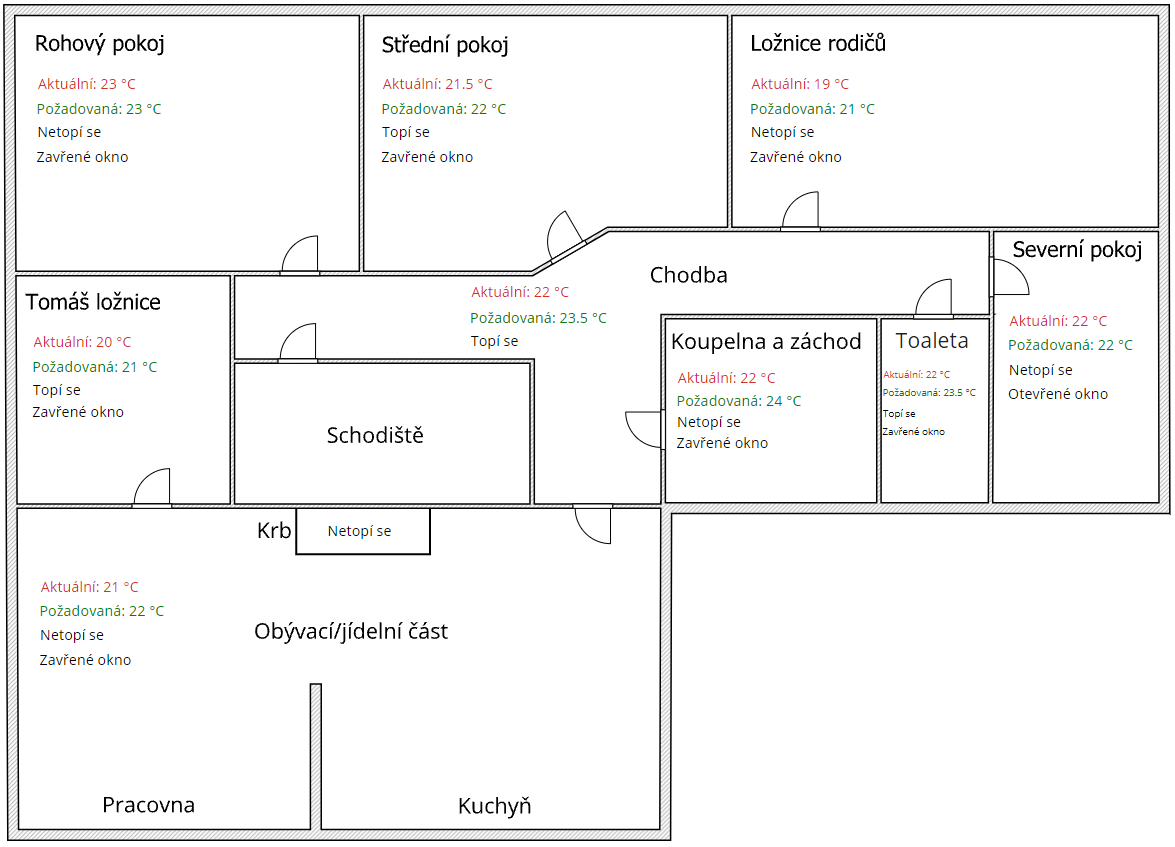 Rohový pokoj
Aktuální: 23 °C
Požadovaná: 23 °C
Netopí se
Zavřené okno
Střední pokoj
Aktuální: 21.5 °C
Požadovaná: 22 °C
Topí se
Zavřené okno
Ložnice rodičů
Aktuální: 19 °C
Požadovaná: 21 °C
Netopí se
Zavřené okno
Tomáš ložnice
Aktuální: 20 °C
Požadovaná: 21 °C
Topí se
Zavřené okno
Chodba
Aktuální: 22 °C
Požadovaná: 23.5 °C
Topí se
Schodiště
Koupelna a záchod
Aktuální: 22 °C
Požadovaná: 24 °C
Netopí se
Zavřené okno
Toaleta
Aktuální: 22 °C
Požadovaná: 23.5 °C
Topí se
Zavřené okno
Severní pokoj
Aktuální: 22 °C
Požadovaná: 22 °C
Netopí se
Otevřené okno
Krb
Netopí se
Aktuální: 21 °C
Požadovaná: 22 °C
Netopí se
Zavřené okno
Obývací/jídelní část
Pracovna
Kuchyň